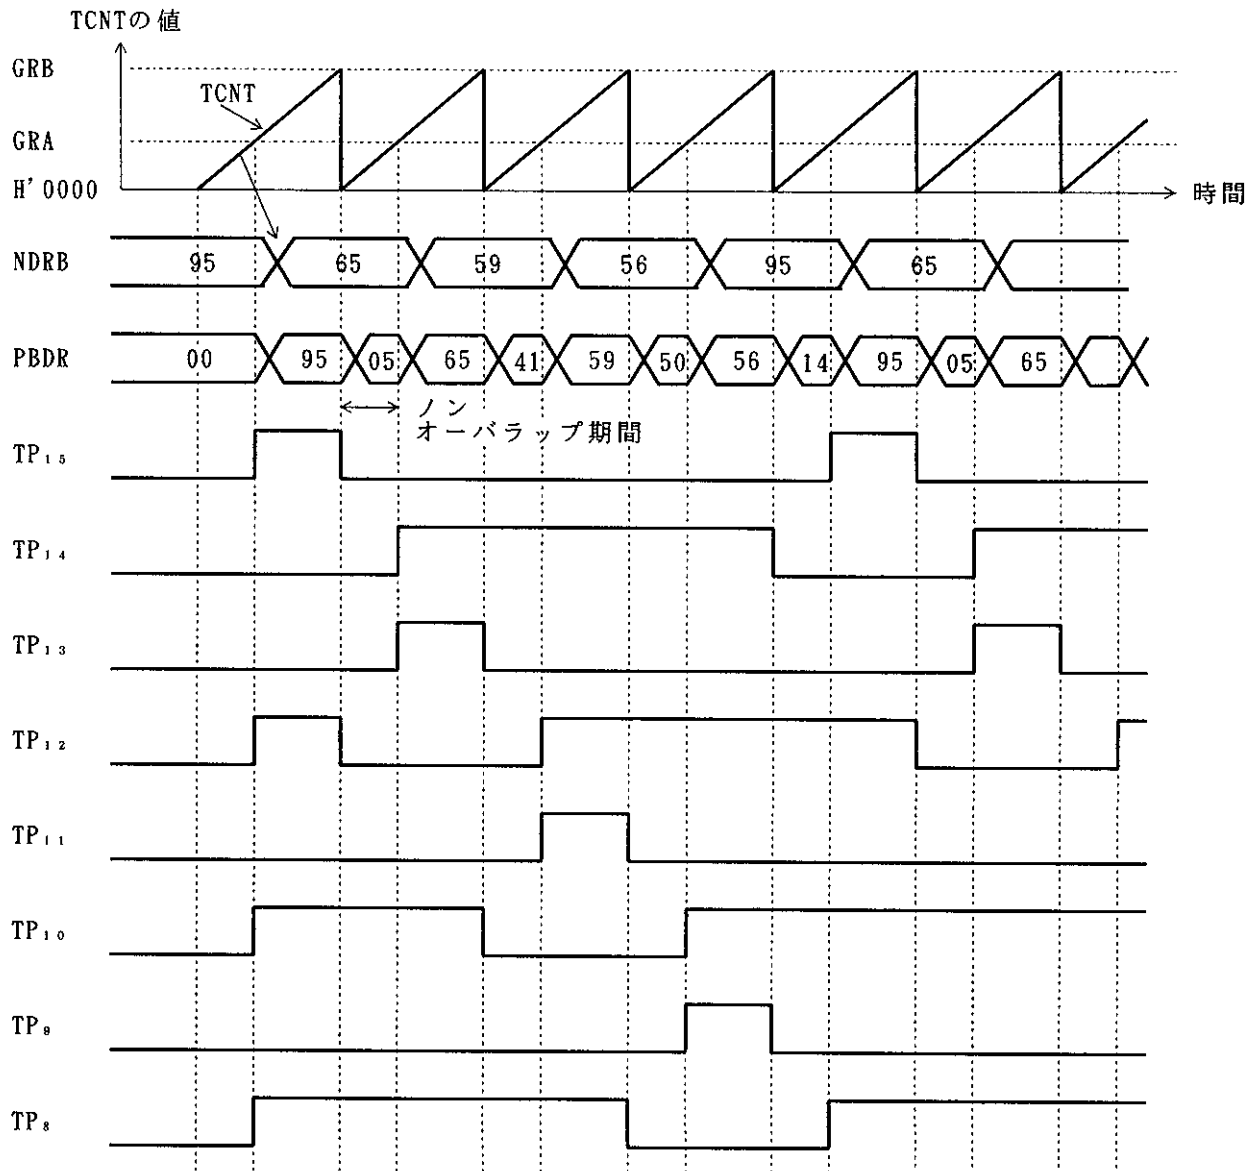 TCNTの値
GRB
TCNT
GRA
H'0000
時間
NDRB 95 65 59 56 95 65
PBDR 00 95 05 65 41 59 50 56 14 95 05 65
ノン
オーバラップ期間
TP₁₅
TP₁₄
TP₁₃
TP₁₂
TP₁₁
TP₁₀
TP₉
TP₈